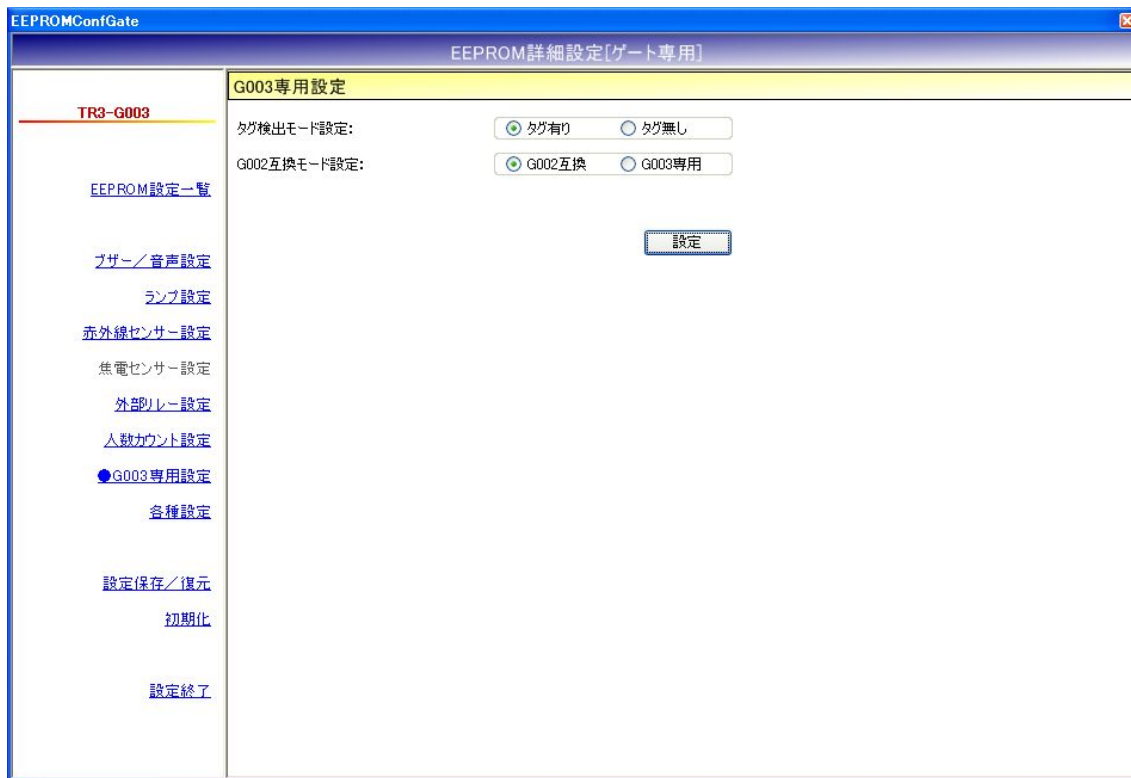 EEPROMConfGate
EEPROM詳細設定[ゲート専用]
TR3-G003
EEPROM設定一覧
ブザー／音声設定
ランプ設定
赤外線センサー設定
焦電センサー設定
外部リレー設定
人数カウント設定
●G003専用設定
各種設定
設定保存／復元
初期化
設定終了
G003専用設定
タグ検出モード設定: タグ有り タグ無し
G002互換モード設定: G002互換 G003専用
設定